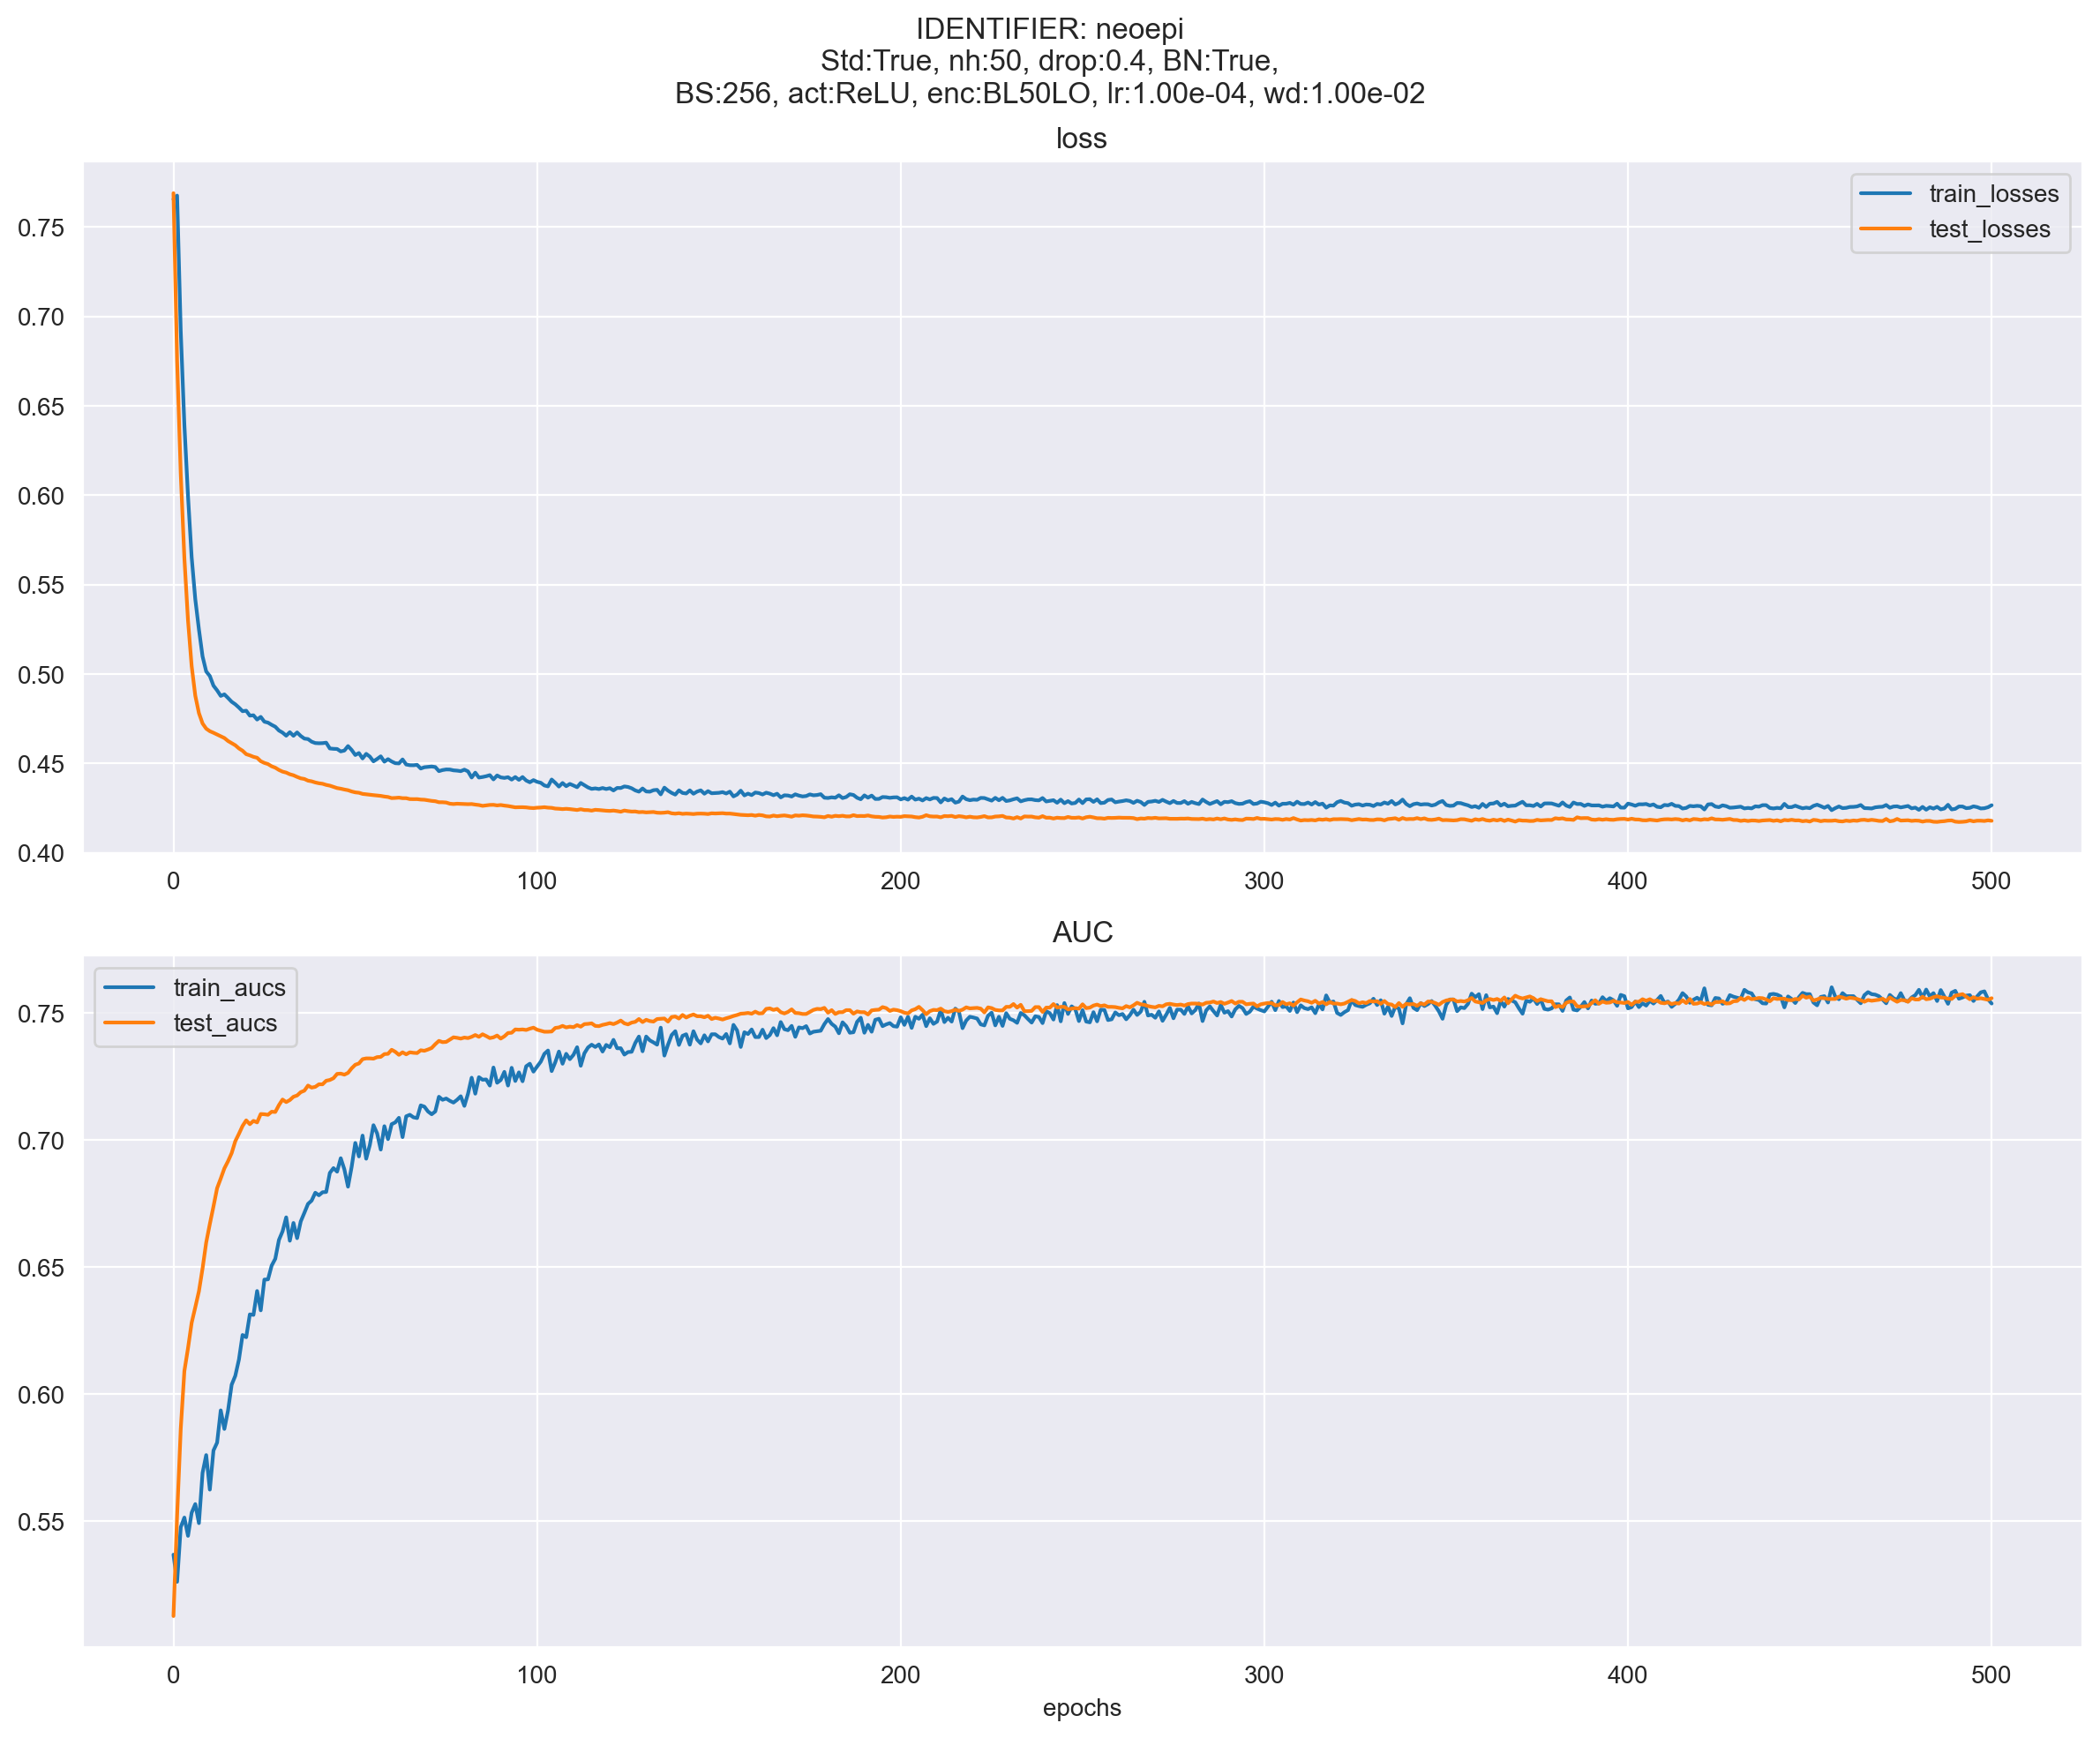 IDENTIFIER: neoepi
Std:True, nh:50, drop:0.4, BN:True,
BS:256, act:ReLU, enc:BL50LO, lr:1.00e-04, wd:1.00e-02
loss
train_losses
test_losses
0.75
0.70
0.65
0.60
0.55
0.50
0.45
0.40
0 100 200 300 400 500
AUC
train_aucs
test_aucs
0.75
0.70
0.65
0.60
0.55
0 100 200 300 400 500
epochs